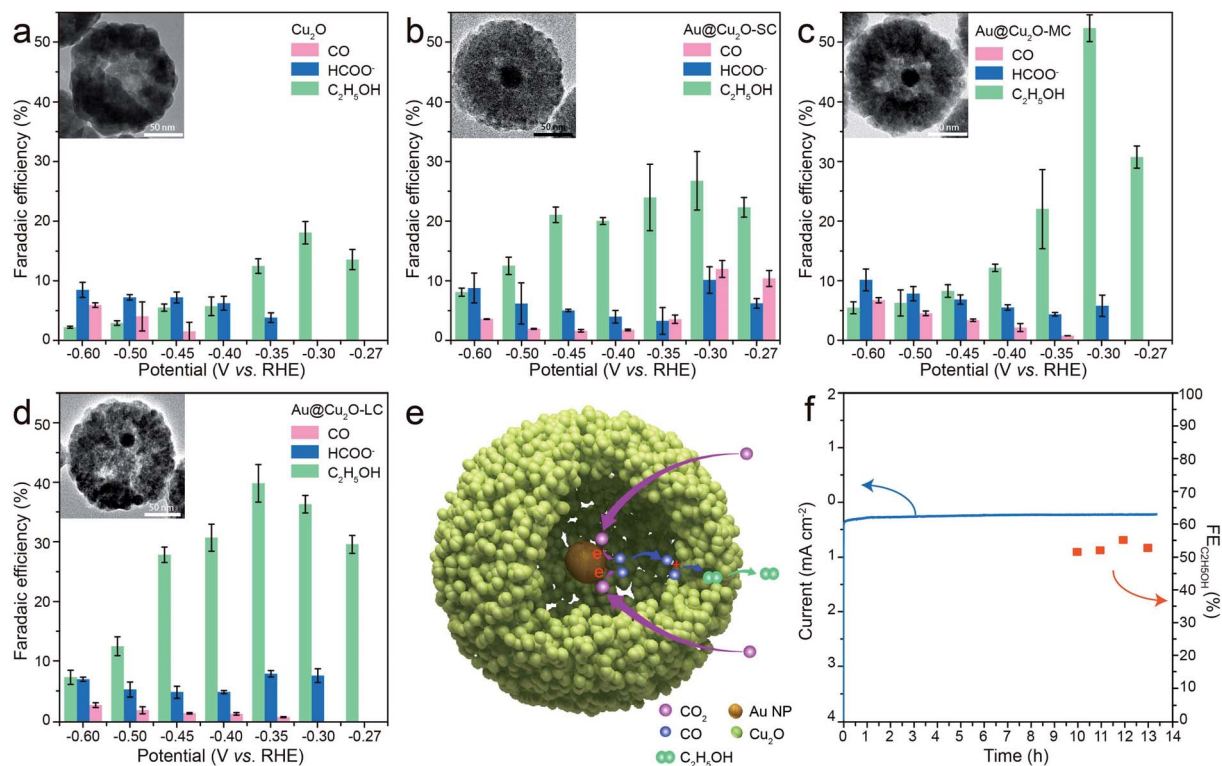 a
Cu₂O
CO
HCOO⁻
C₂H₅OH
50 nm
50
40
30
20
10
0
Faradaic efficiency (%)
-0.60 -0.50 -0.45 -0.40 -0.35 -0.30 -0.27
Potential (V vs. RHE)
b
Au@Cu₂O-SC
CO
HCOO⁻
C₂H₅OH
50 nm
50
40
30
20
10
0
Faradaic efficiency (%)
-0.60 -0.50 -0.45 -0.40 -0.35 -0.30 -0.27
Potential (V vs. RHE)
c
Au@Cu₂O-MC
CO
HCOO⁻
C₂H₅OH
50 nm
50
40
30
20
10
0
Faradaic efficiency (%)
-0.60 -0.50 -0.45 -0.40 -0.35 -0.30 -0.27
Potential (V vs. RHE)
d
Au@Cu₂O-LC
CO
HCOO⁻
C₂H₅OH
50 nm
50
40
30
20
10
0
Faradaic efficiency (%)
-0.60 -0.50 -0.45 -0.40 -0.35 -0.30 -0.27
Potential (V vs. RHE)
e
e⁻
e⁻
+
CO₂ Au NP
CO Cu₂O
C₂H₅OH
f
2
1
0
1
2
3
4
Current (mA cm⁻²)
100
90
80
70
60
50
40
30
20
10
0
FE C2H5OH (%)
0 1 2 3 4 5 6 7 8 9 10 11 12 13
Time (h)